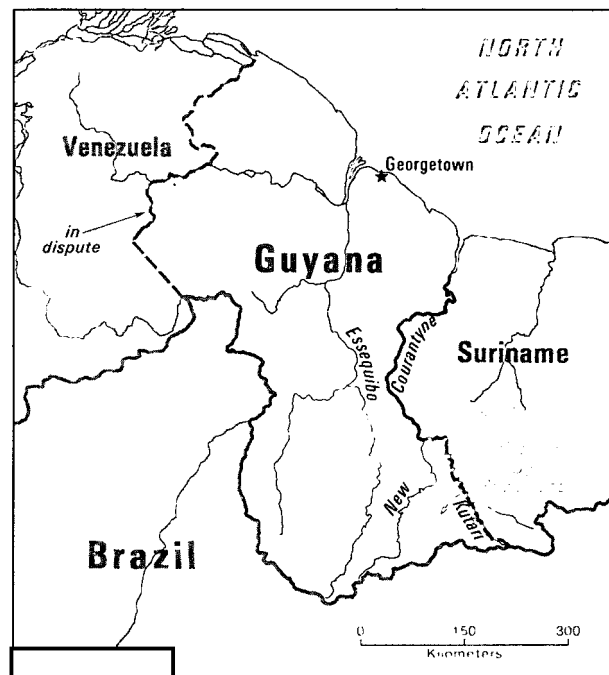 NORTH
ATLANTIC
OCEAN
Venezuela
Georgetown
in
dispute
Guyana
Essequibo
Courantyne
Suriname
New
Kutari
Brazil
0 150 300
Kilometers